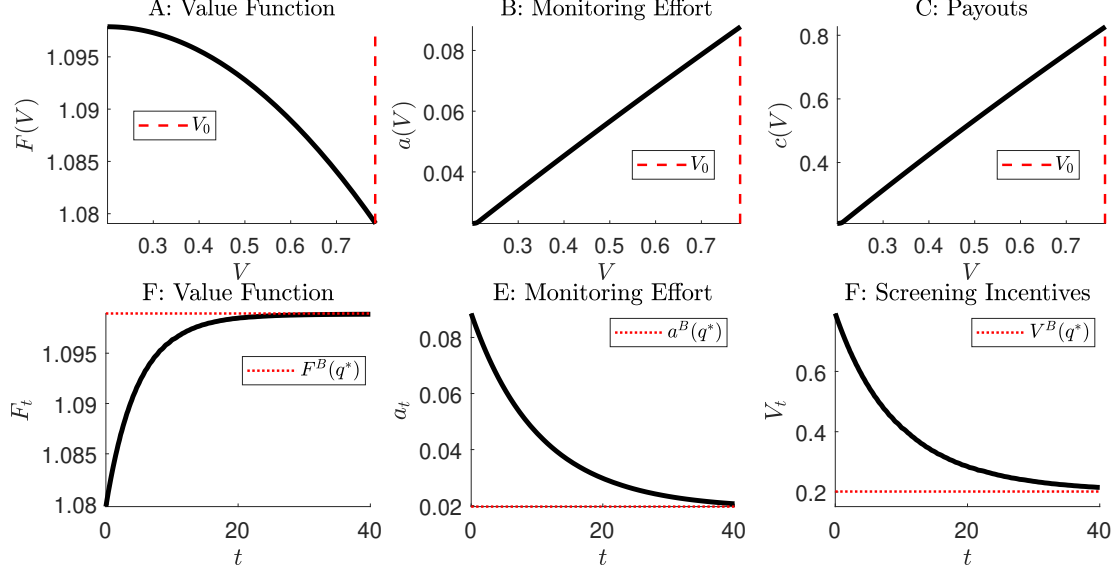 A: Value Function
F(V)
1.095
1.09
1.085
1.08
V₀
0.3 0.4 0.5 0.6 0.7
V
B: Monitoring Effort
a(V)
0.08
0.06
0.04
V₀
0.3 0.4 0.5 0.6 0.7
V
C: Payouts
c(V)
0.8
0.6
0.4
V₀
0.3 0.4 0.5 0.6 0.7
V
F: Value Function
F_t
1.095
1.09
1.085
1.08
F^B(q*)
0 20 40
t
E: Monitoring Effort
a_t
0.08
0.06
0.04
0.02
a^B(q*)
0 20 40
t
F: Screening Incentives
V_t
0.6
0.4
0.2
V^B(q*)
0 20 40
t